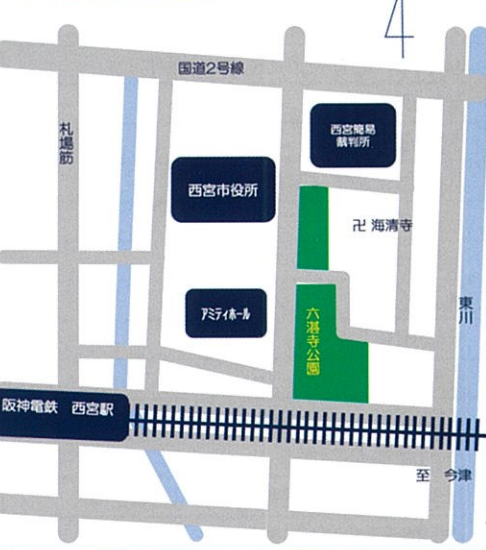 4
国道2号線
札場筋
西宮簡易
裁判所
西宮市役所
卍 海清寺
アミティホール
六湛寺公園
東川
阪神電鉄 西宮駅
至 今津